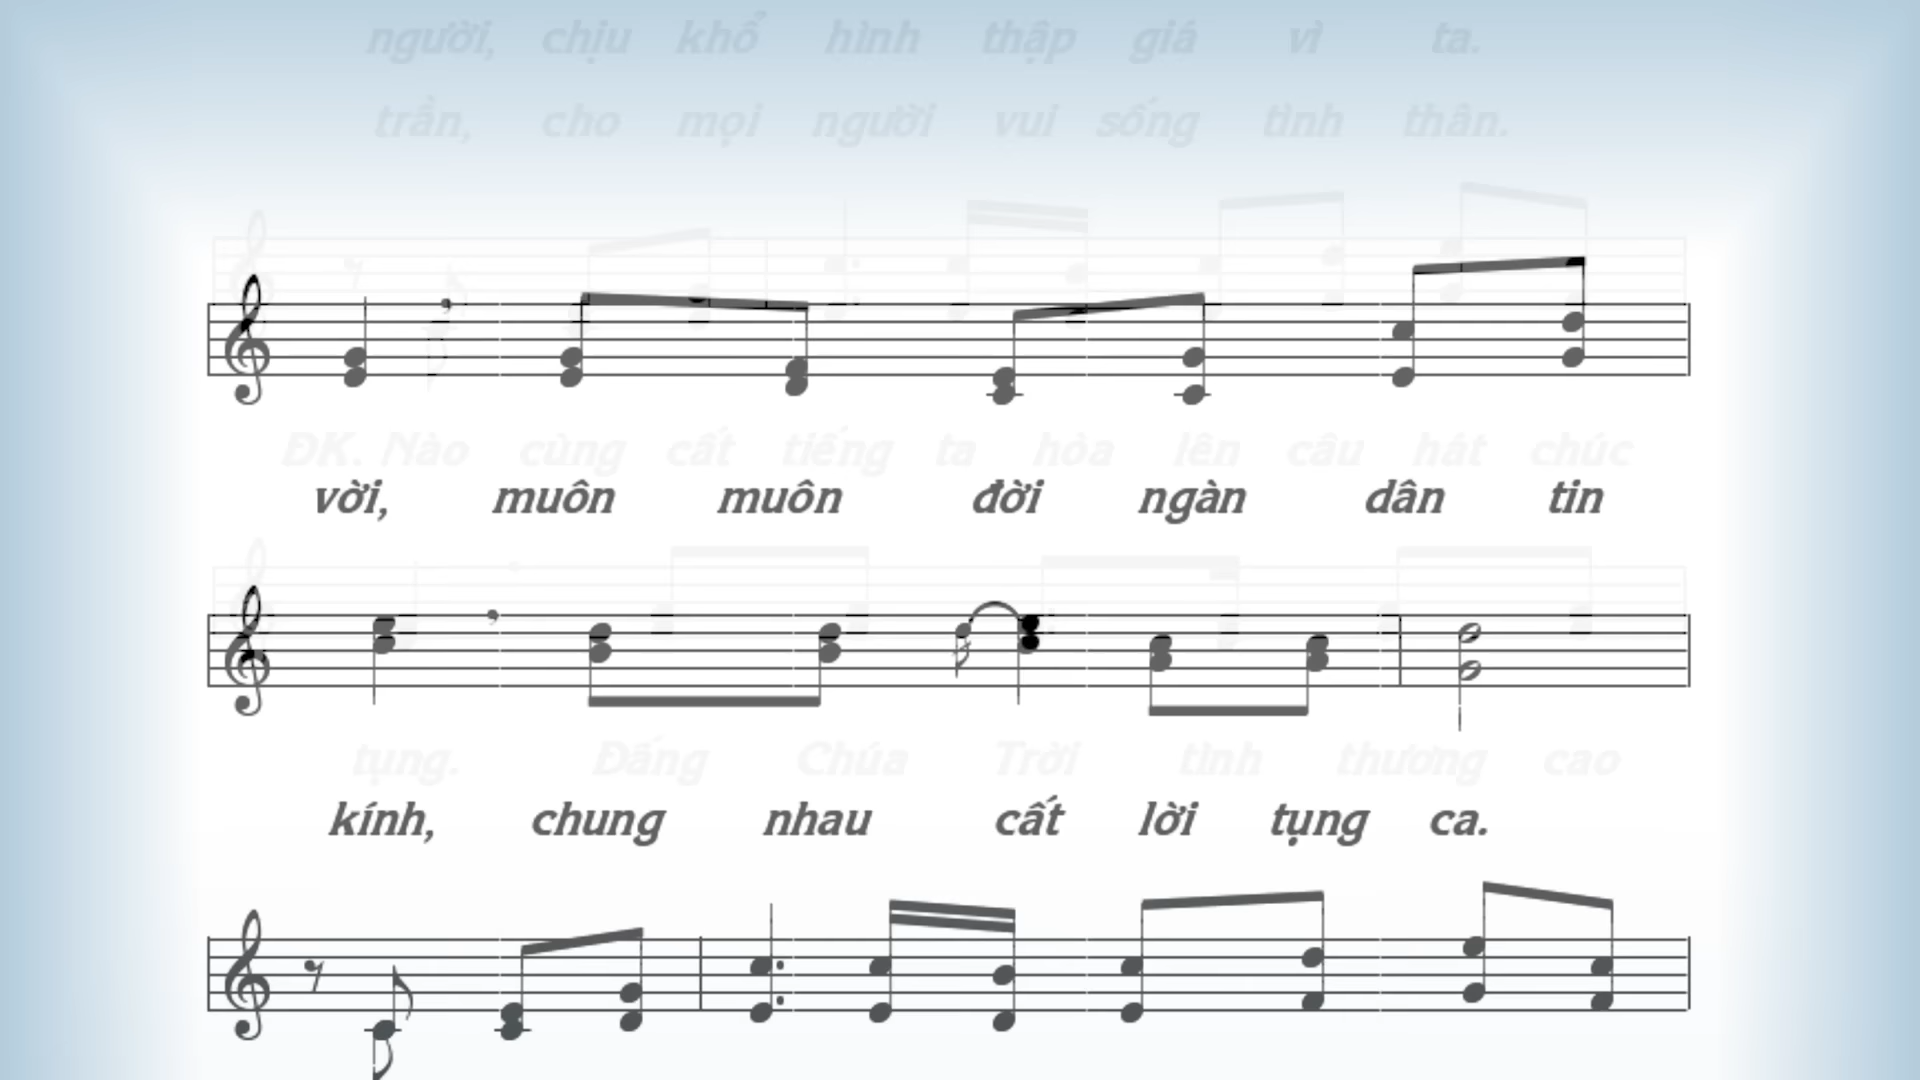 người, chịu khổ hình thập giá vì ta.
trần, cho mọi người vui sống tình thân.
ĐK. Nào cùng cất tiếng ta hòa lên câu hát chúc
vời, muôn muôn đời ngàn dân tin
tụng. Đấng Chúa Trời tình thương cao
kính, chung nhau cất lời tụng ca.